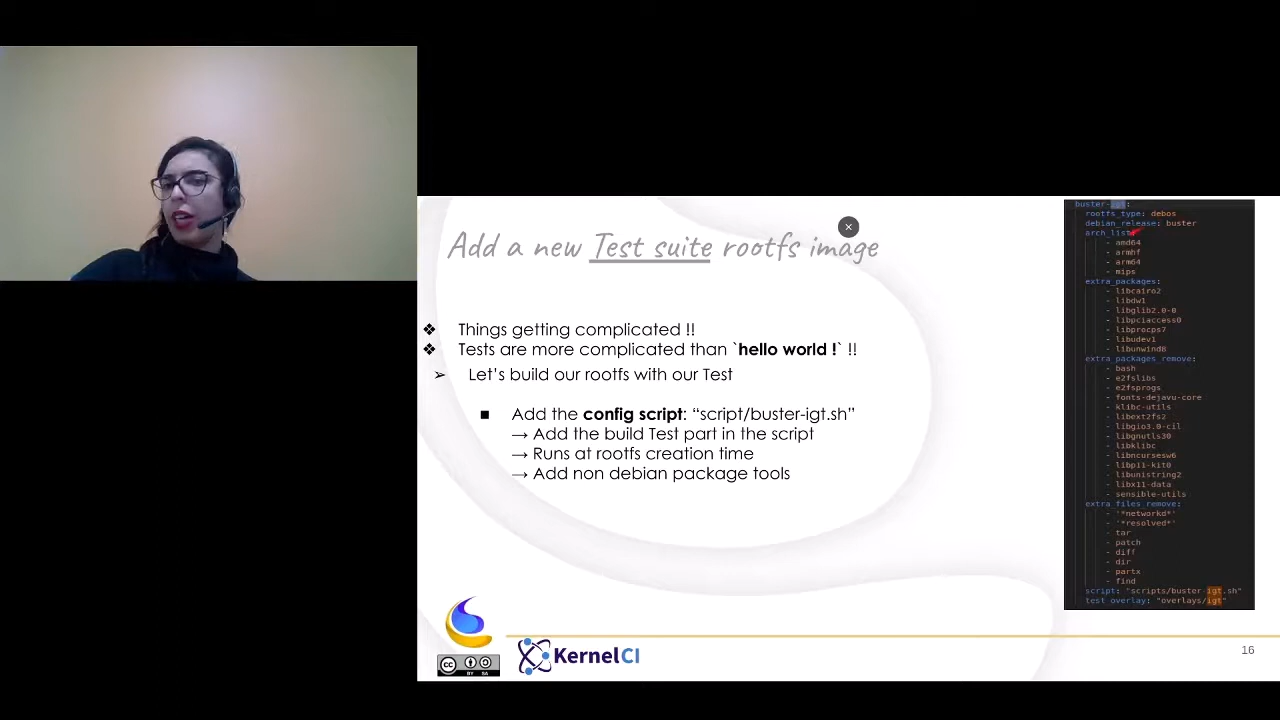 Add a new Test suite rootfs image
❖ Things getting complicated !!
❖ Tests are more complicated than `hello world !` !!
➢ Let's build our rootfs with our Test
■ Add the config script: “script/buster-igt.sh”
→ Add the build Test part in the script
→ Runs at rootfs creation time
→ Add non debian package tools
buster-igt:
rootfs_type: debos
debian_release: buster
arch_list
- amd64
- armhf
- arm64
- mips
extra_packages:
- libcairo2
- libdw1
- libglib2.0-0
- libpciaccess0
- libprocps7
- libudev1
- libunwind8
extra_packages_remove:
- bash
- e2fslibs
- e2fsprogs
- fonts-dejavu-core
- klibc-utils
- libext2fs2
- libgio3.0-cil
- libgnutls30
- libklibc
- libncursesw6
- libp11-kit0
- libunistring2
- libx11-data
- sensible-utils
extra_files_remove:
- '*networkd*'
- '*resolved*'
- tar
- patch
- diff
- dir
- partx
- find
script: "scripts/buster-igt.sh"
test_overlay: "overlays/igt"
cc
BY SA
KernelCI
16